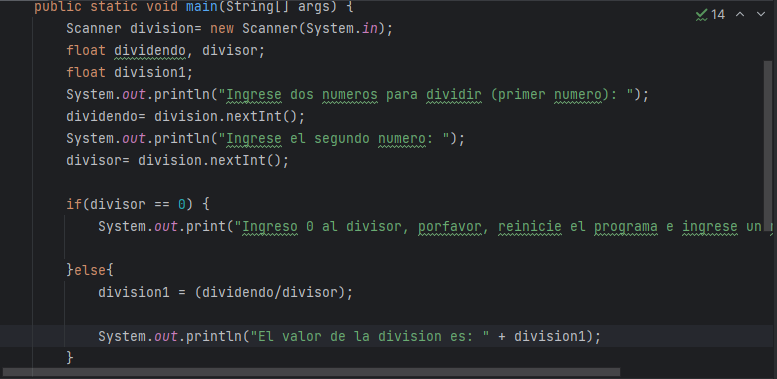 public static void main(String[] args) {
14
Scanner division= new Scanner(System.in);
float dividendo, divisor;
float division1;
System.out.println("Ingrese dos numeros para dividir (primer numero): ");
dividendo= division.nextInt();
System.out.println("Ingrese el segundo numero: ");
divisor= division.nextInt();
if(divisor == 0) {
System.out.print("Ingreso 0 al divisor, porfavor, reinicie el programa e ingrese un
}else{
division1 = (dividendo/divisor);
System.out.println("El valor de la division es: " + division1);
}